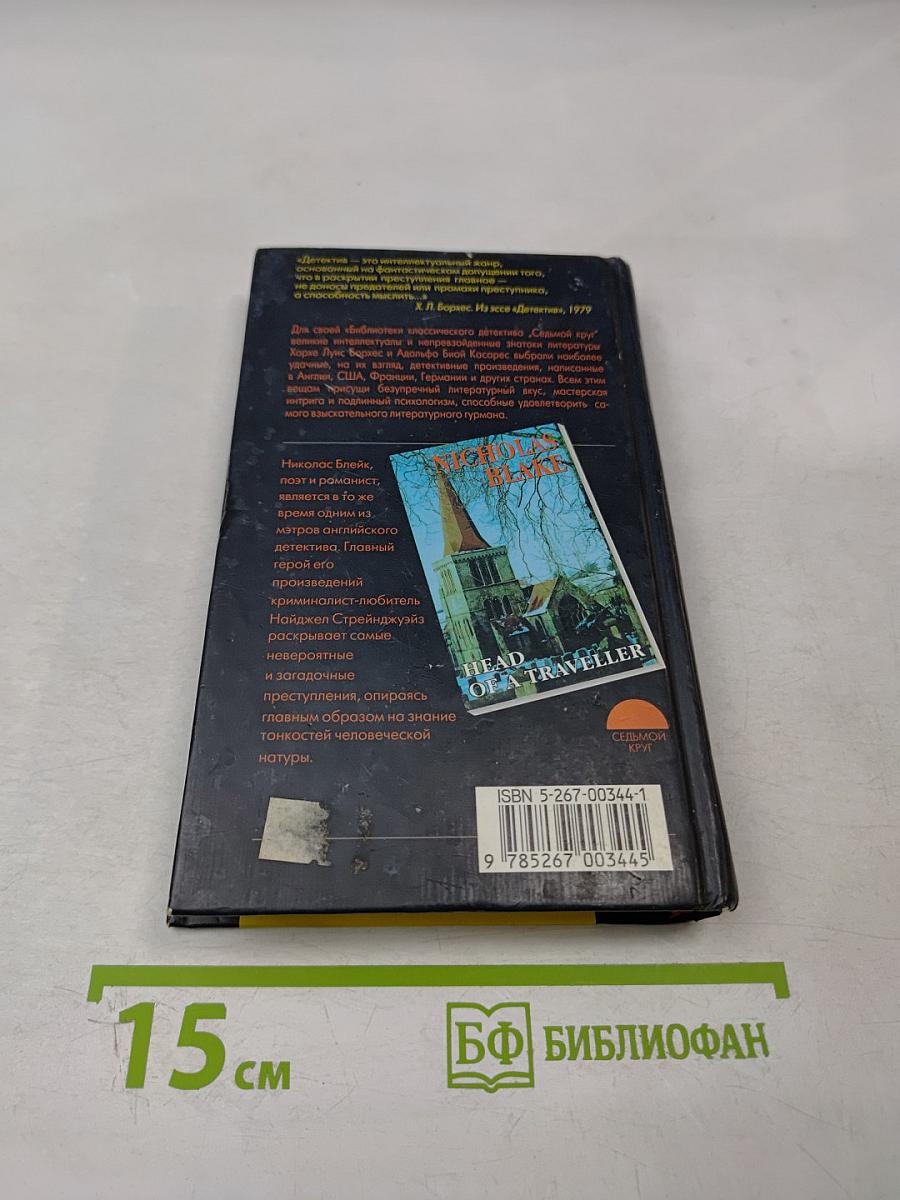 «Детектив — это интеллектуальный жанр,
основанный на фантастическом допущении того,
что в раскрытии преступления главное —
не доносы предателей или промахи преступника,
а способность мыслить...»
Х. Л. Борхес. Из эссе «Детектив», 1979
Для своей «Библиотеки классического детектива „Седьмой круг"
великие интеллектуалы и непревзойденные знатоки литературы
Хорхе Луис Борхес и Адольфо Биой Касарес выбрали наиболее
удачные, на их взгляд, детективные произведения, написанные
в Англии, США, Франции, Германии и других странах. Всем этим
вещам присущи безупречный литературный вкус, мастерская
интрига и подлинный психологизм, способные удовлетворить са-
мого взыскательного литературного гурмана.
Николас Блейк,
поэт и романист,
является в то же
время одним из
мэтров английского
детектива. Главный
герой его
произведений
криминалист-любитель
Найджел Стрейнджуэйз
раскрывает самые
невероятные
и загадочные
преступления, опираясь
главным образом на знание
тонкостей человеческой
натуры.
NICHOLAS
BLAKE
HEAD
OF A TRAVELLER
СЕДЬМОЙ
КРУГ
ISBN 5-267-00344-1
9 785267 003445
15 см
БФ БИБЛИОФАН